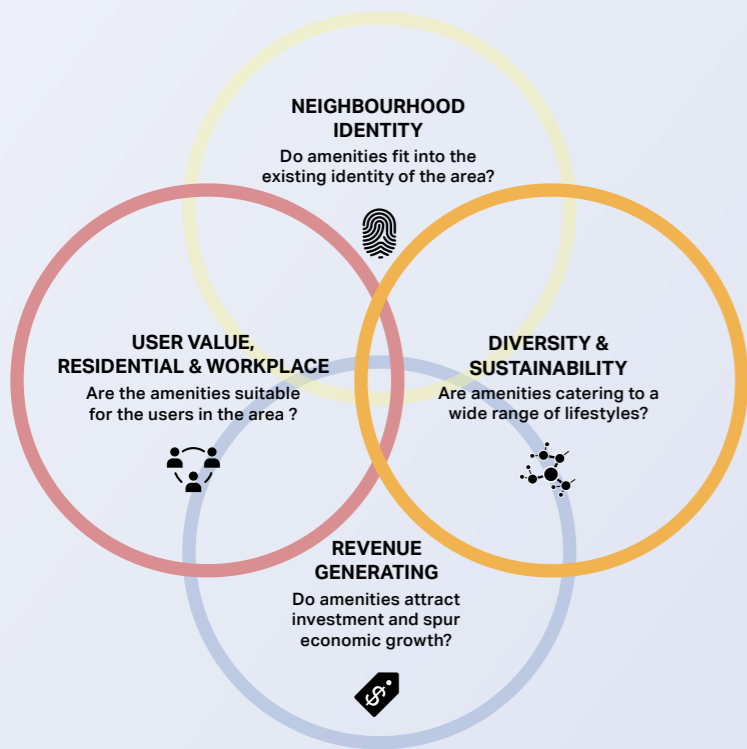 NEIGHBOURHOOD
IDENTITY
Do amenities fit into the
existing identity of the area?
USER VALUE,
RESIDENTIAL & WORKPLACE
Are the amenities suitable
for the users in the area ?
DIVERSITY &
SUSTAINABILITY
Are amenities catering to a
wide range of lifestyles?
REVENUE
GENERATING
Do amenities attract
investment and spur
economic growth?
$